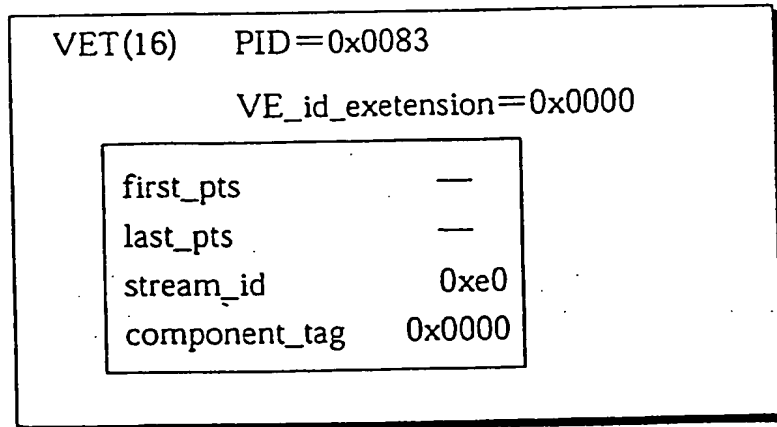 VET(16) PID=0x0083
VE_id_exetension=0x0000
first_pts —
last_pts —
stream_id 0xe0
component_tag 0x0000